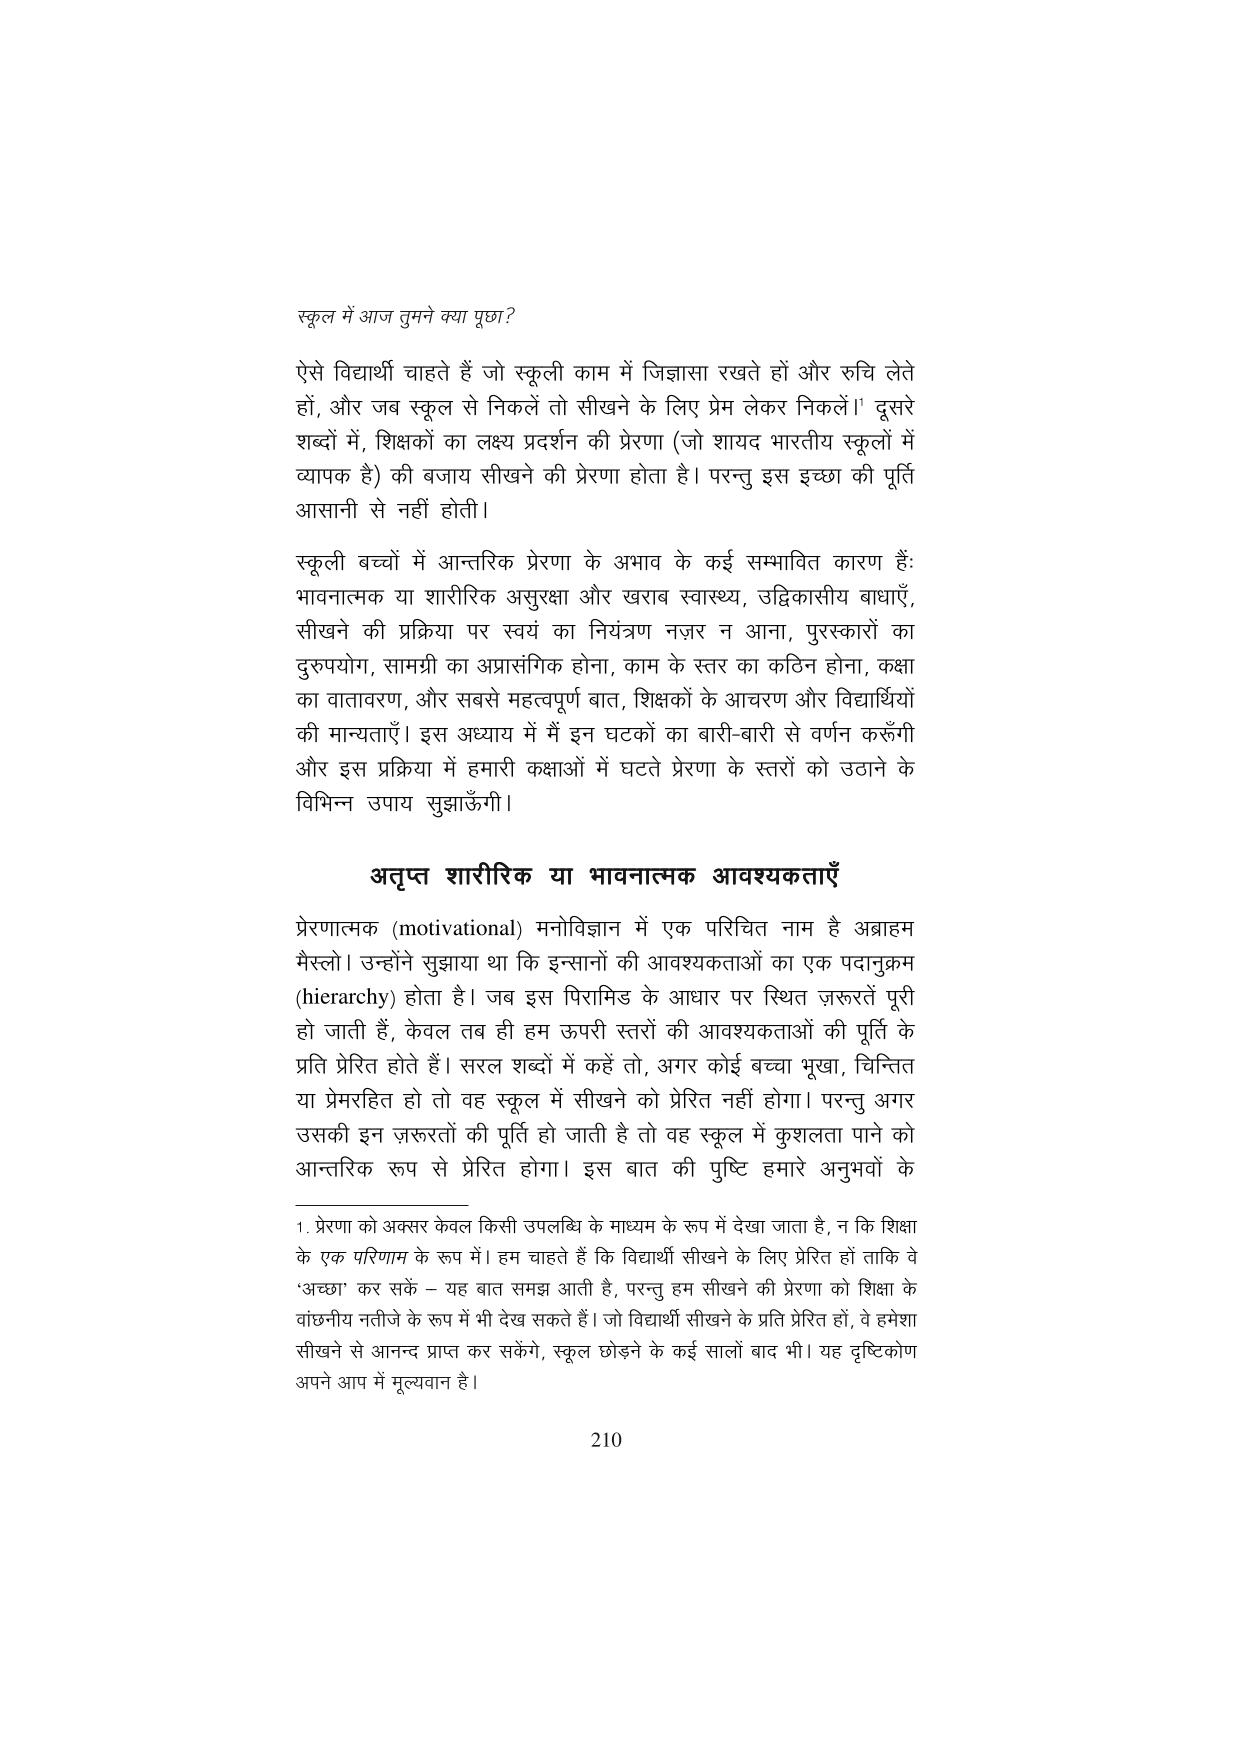 स्कूल में आज तुमने क्या पूछा?
ऐसे विद्यार्थी चाहते हैं जो स्कूली काम में जिज्ञासा रखते हों और रुचि लेते
हों, और जब स्कूल से निकलें तो सीखने के लिए प्रेम लेकर निकलें।¹ दूसरे
शब्दों में, शिक्षकों का लक्ष्य प्रदर्शन की प्रेरणा (जो शायद भारतीय स्कूलों में
व्यापक है) की बजाय सीखने की प्रेरणा होता है। परन्तु इस इच्छा की पूर्ति
आसानी से नहीं होती।
स्कूली बच्चों में आन्तरिक प्रेरणा के अभाव के कई सम्भावित कारण हैं:
भावनात्मक या शारीरिक असुरक्षा और खराब स्वास्थ्य, उद्विकासीय बाधाएँ,
सीखने की प्रक्रिया पर स्वयं का नियंत्रण नज़र न आना, पुरस्कारों का
दुरुपयोग, सामग्री का अप्रासंगिक होना, काम के स्तर का कठिन होना, कक्षा
का वातावरण, और सबसे महत्वपूर्ण बात, शिक्षकों के आचरण और विद्यार्थियों
की मान्यताएँ। इस अध्याय में मैं इन घटकों का बारी-बारी से वर्णन करूँगी
और इस प्रक्रिया में हमारी कक्षाओं में घटते प्रेरणा के स्तरों को उठाने के
विभिन्न उपाय सुझाऊँगी।
अतृप्त शारीरिक या भावनात्मक आवश्यकताएँ
प्रेरणात्मक (motivational) मनोविज्ञान में एक परिचित नाम है अब्राहम
मैस्लो। उन्होंने सुझाया था कि इन्सानों की आवश्यकताओं का एक पदानुक्रम
(hierarchy) होता है। जब इस पिरामिड के आधार पर स्थित ज़रूरतें पूरी
हो जाती हैं, केवल तब ही हम ऊपरी स्तरों की आवश्यकताओं की पूर्ति के
प्रति प्रेरित होते हैं। सरल शब्दों में कहें तो, अगर कोई बच्चा भूखा, चिन्तित
या प्रेमरहित हो तो वह स्कूल में सीखने को प्रेरित नहीं होगा। परन्तु अगर
उसकी इन ज़रूरतों की पूर्ति हो जाती है तो वह स्कूल में कुशलता पाने को
आन्तरिक रूप से प्रेरित होगा। इस बात की पुष्टि हमारे अनुभवों के
1. प्रेरणा को अक्सर केवल किसी उपलब्धि के माध्यम के रूप में देखा जाता है, न कि शिक्षा
के एक परिणाम के रूप में। हम चाहते हैं कि विद्यार्थी सीखने के लिए प्रेरित हों ताकि वे
‘अच्छा’ कर सकें – यह बात समझ आती है, परन्तु हम सीखने की प्रेरणा को शिक्षा के
वांछनीय नतीजे के रूप में भी देख सकते हैं। जो विद्यार्थी सीखने के प्रति प्रेरित हों, वे हमेशा
सीखने से आनन्द प्राप्त कर सकेंगे, स्कूल छोड़ने के कई सालों बाद भी। यह दृष्टिकोण
अपने आप में मूल्यवान है।
210